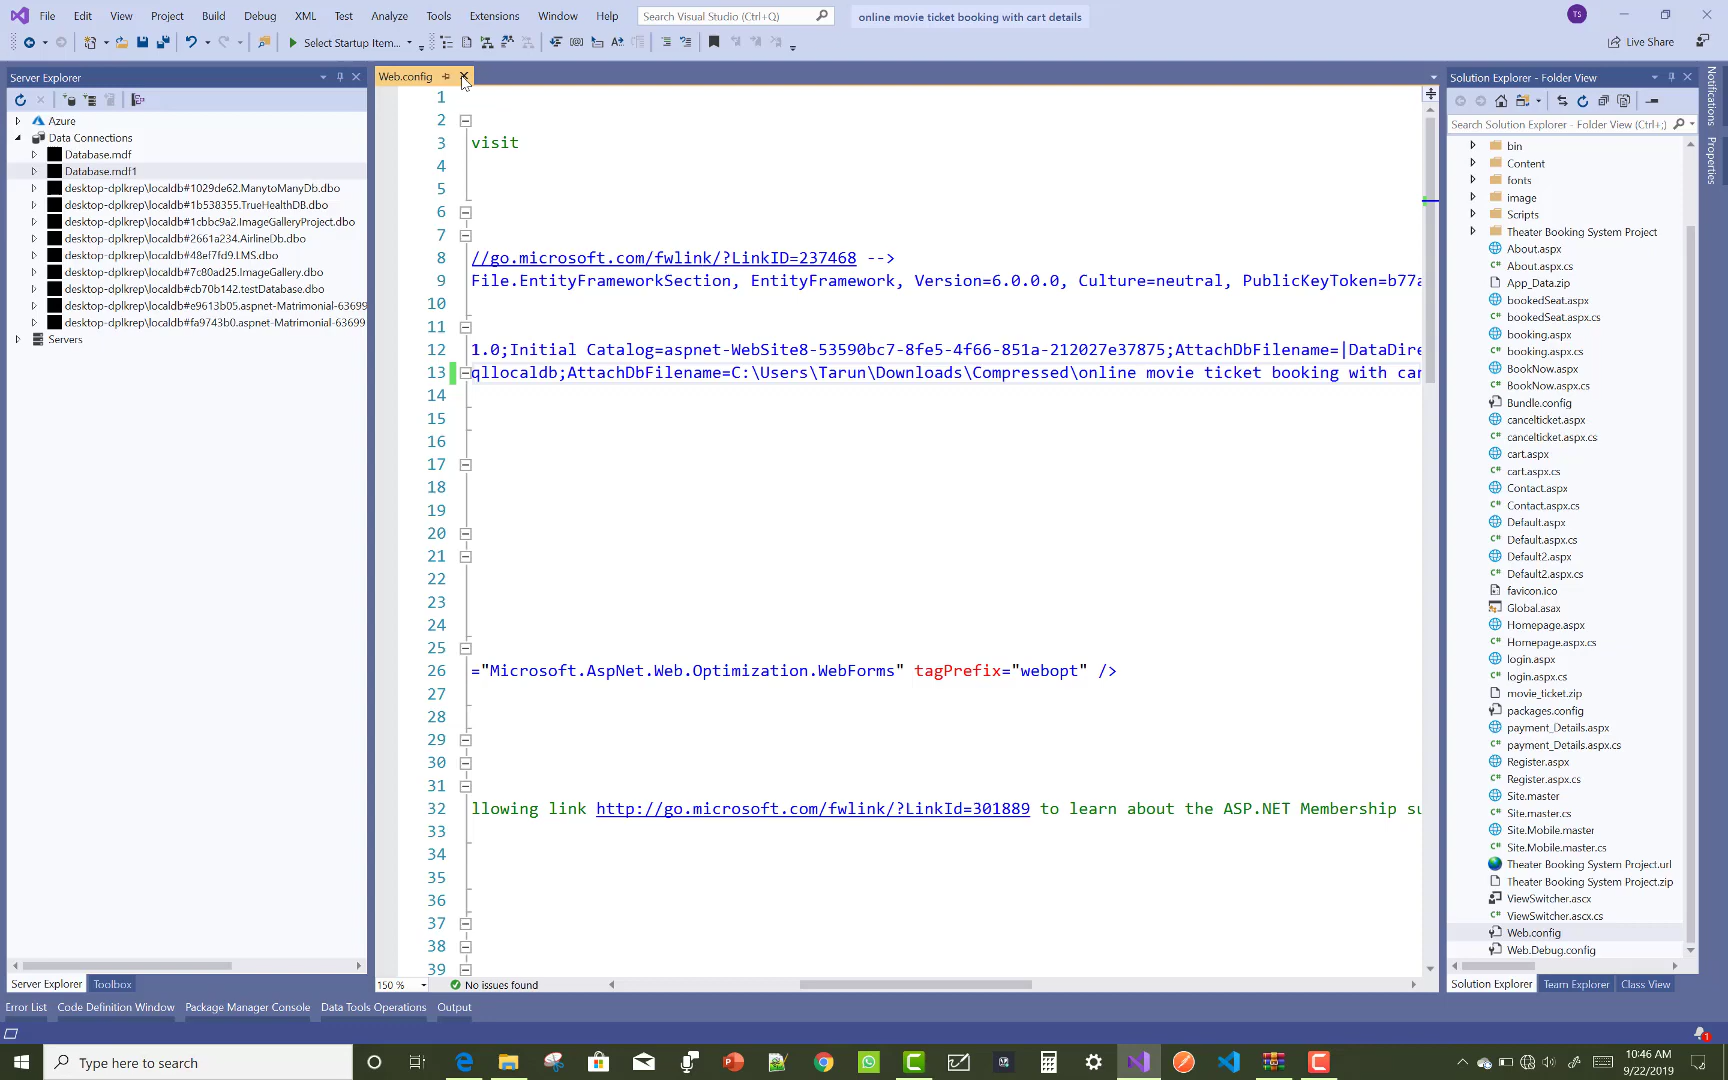 File Edit View Project Build Debug XML Test Analyze Tools Extensions Window Help Search Visual Studio (Ctrl+Q) online movie ticket booking with cart details TS
Select Startup Item... Live Share
Server Explorer
Azure
Data Connections
Database.mdf
Database.mdf1
desktop-dplkrep\localdb#1029de62.ManytoManyDb.dbo
desktop-dplkrep\localdb#1b538355.TrueHealthDB.dbo
desktop-dplkrep\localdb#1cbbc9a2.ImageGalleryProject.dbo
desktop-dplkrep\localdb#2661a234.AirlineDb.dbo
desktop-dplkrep\localdb#48ef7fd9.LMS.dbo
desktop-dplkrep\localdb#7c80ad25.ImageGallery.dbo
desktop-dplkrep\localdb#cb70b142.testDatabase.dbo
desktop-dplkrep\localdb#e9613b05.aspnet-Matrimonial-63699
desktop-dplkrep\localdb#fa9743b0.aspnet-Matrimonial-63699
Servers
Server Explorer Toolbox
Web.config
1
2
3 visit
4
5
6
7
8 //go.microsoft.com/fwlink/?LinkID=237468 -->
9 File.EntityFrameworkSection, EntityFramework, Version=6.0.0.0, Culture=neutral, PublicKeyToken=b77a
10
11
12 1.0;Initial Catalog=aspnet-WebSite8-53590bc7-8fe5-4f66-851a-212027e37875;AttachDbFilename=|DataDire
13 qllocaldb;AttachDbFilename=C:\Users\Tarun\Downloads\Compressed\online movie ticket booking with car
14
15
16
17
18
19
20
21
22
23
24
25
26 ="Microsoft.AspNet.Web.Optimization.WebForms" tagPrefix="webopt" />
27
28
29
30
31
32 llowing link http://go.microsoft.com/fwlink/?LinkId=301889 to learn about the ASP.NET Membership su
33
34
35
36
37
38
39
150 % No issues found
Solution Explorer - Folder View
Search Solution Explorer - Folder View (Ctrl+;)
bin
Content
fonts
image
Scripts
Theater Booking System Project
About.aspx
About.aspx.cs
App_Data.zip
bookedSeat.aspx
bookedSeat.aspx.cs
booking.aspx
booking.aspx.cs
BookNow.aspx
BookNow.aspx.cs
Bundle.config
cancelticket.aspx
cancelticket.aspx.cs
cart.aspx
cart.aspx.cs
Contact.aspx
Contact.aspx.cs
Default.aspx
Default.aspx.cs
Default2.aspx
Default2.aspx.cs
favicon.ico
Global.asax
Homepage.aspx
Homepage.aspx.cs
login.aspx
login.aspx.cs
movie_ticket.zip
packages.config
payment_Details.aspx
payment_Details.aspx.cs
Register.aspx
Register.aspx.cs
Site.master
Site.master.cs
Site.Mobile.master
Site.Mobile.master.cs
Theater Booking System Project.url
Theater Booking System Project.zip
ViewSwitcher.ascx
ViewSwitcher.ascx.cs
Web.config
Web.Debug.config
Solution Explorer Team Explorer Class View
Notifications
Properties
Error List Code Definition Window Package Manager Console Data Tools Operations Output
1
Type here to search
10:46 AM
9/22/2019